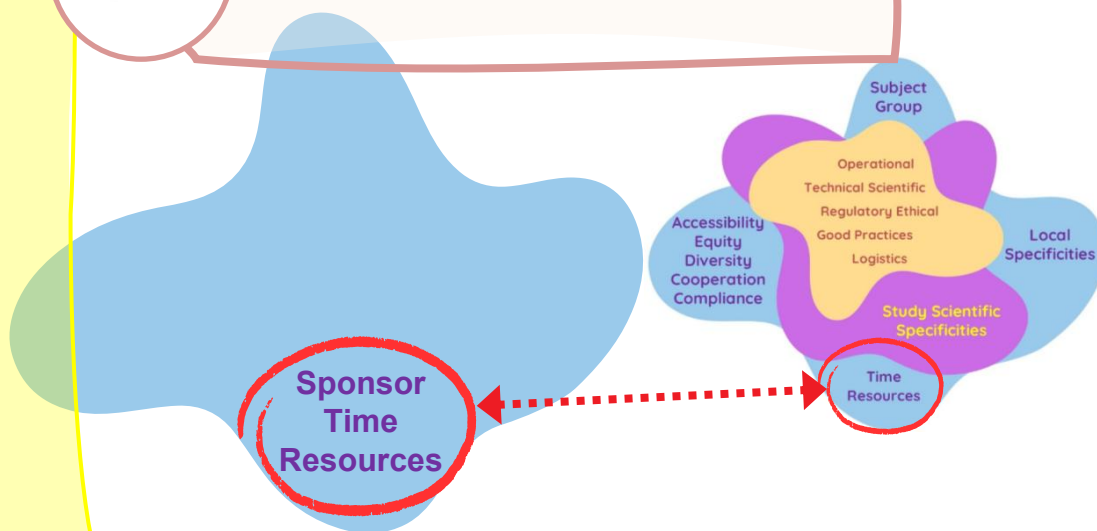 Subject
Group
Operational
Technical Scientific
Regulatory Ethical
Good Practices
Logistics
Accessibility
Equity
Diversity
Cooperation
Compliance
Local
Specificities
Study Scientific
Specificities
Time
Resources
Sponsor
Time
Resources